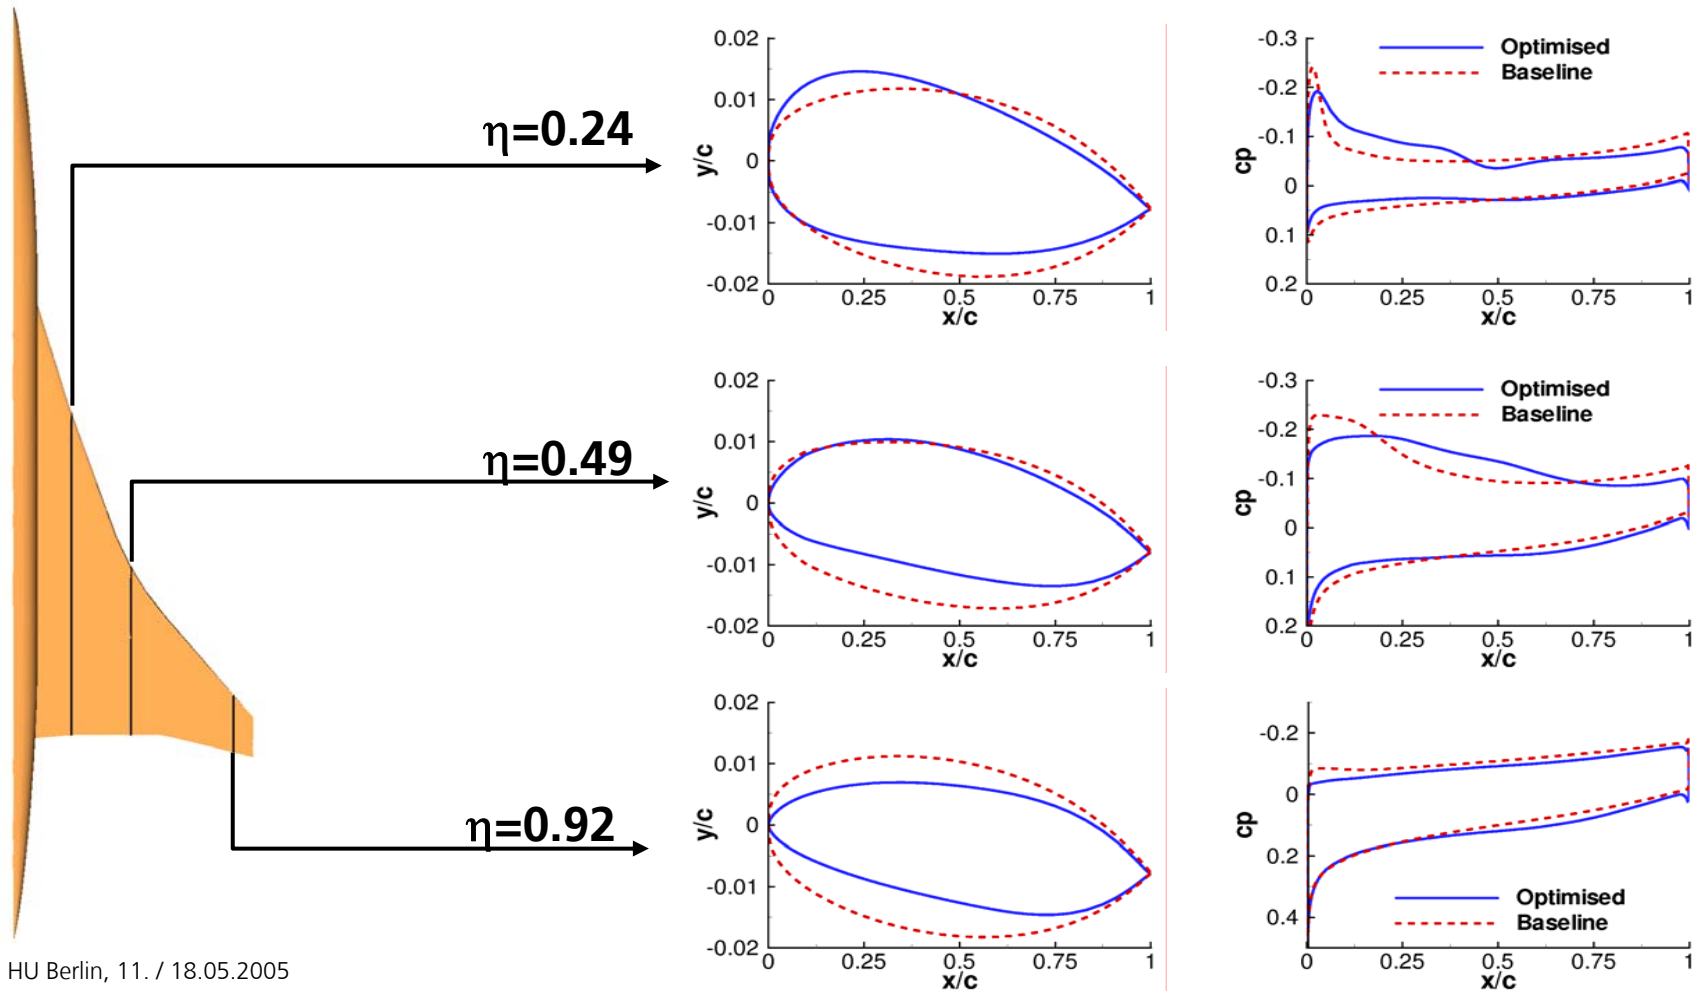 η=0.24
0.02
0.01
0
-0.01
-0.02
y/c
0 0.25 0.5 0.75 1
x/c
-0.3
-0.2
-0.1
0
0.1
0.2
cp
Optimised
Baseline
0 0.25 0.5 0.75 1
x/c
η=0.49
0.02
0.01
0
-0.01
-0.02
y/c
0 0.25 0.5 0.75 1
x/c
-0.3
-0.2
-0.1
0
0.1
0.2
cp
Optimised
Baseline
0 0.25 0.5 0.75 1
x/c
η=0.92
0.02
0.01
0
-0.01
-0.02
y/c
0 0.25 0.5 0.75 1
x/c
-0.2
0
0.2
0.4
cp
Optimised
Baseline
0 0.25 0.5 0.75 1
x/c
HU Berlin, 11. / 18.05.2005